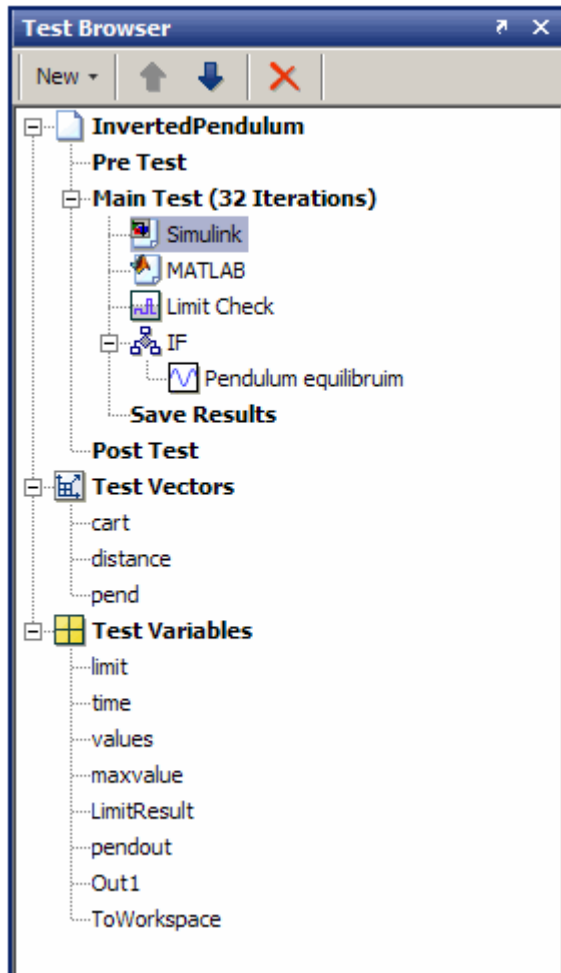 Test Browser
New
InvertedPendulum
Pre Test
Main Test (32 Iterations)
Simulink
MATLAB
Limit Check
IF
Pendulum equilibruim
Save Results
Post Test
Test Vectors
cart
distance
pend
Test Variables
limit
time
values
maxvalue
LimitResult
pendout
Out1
ToWorkspace